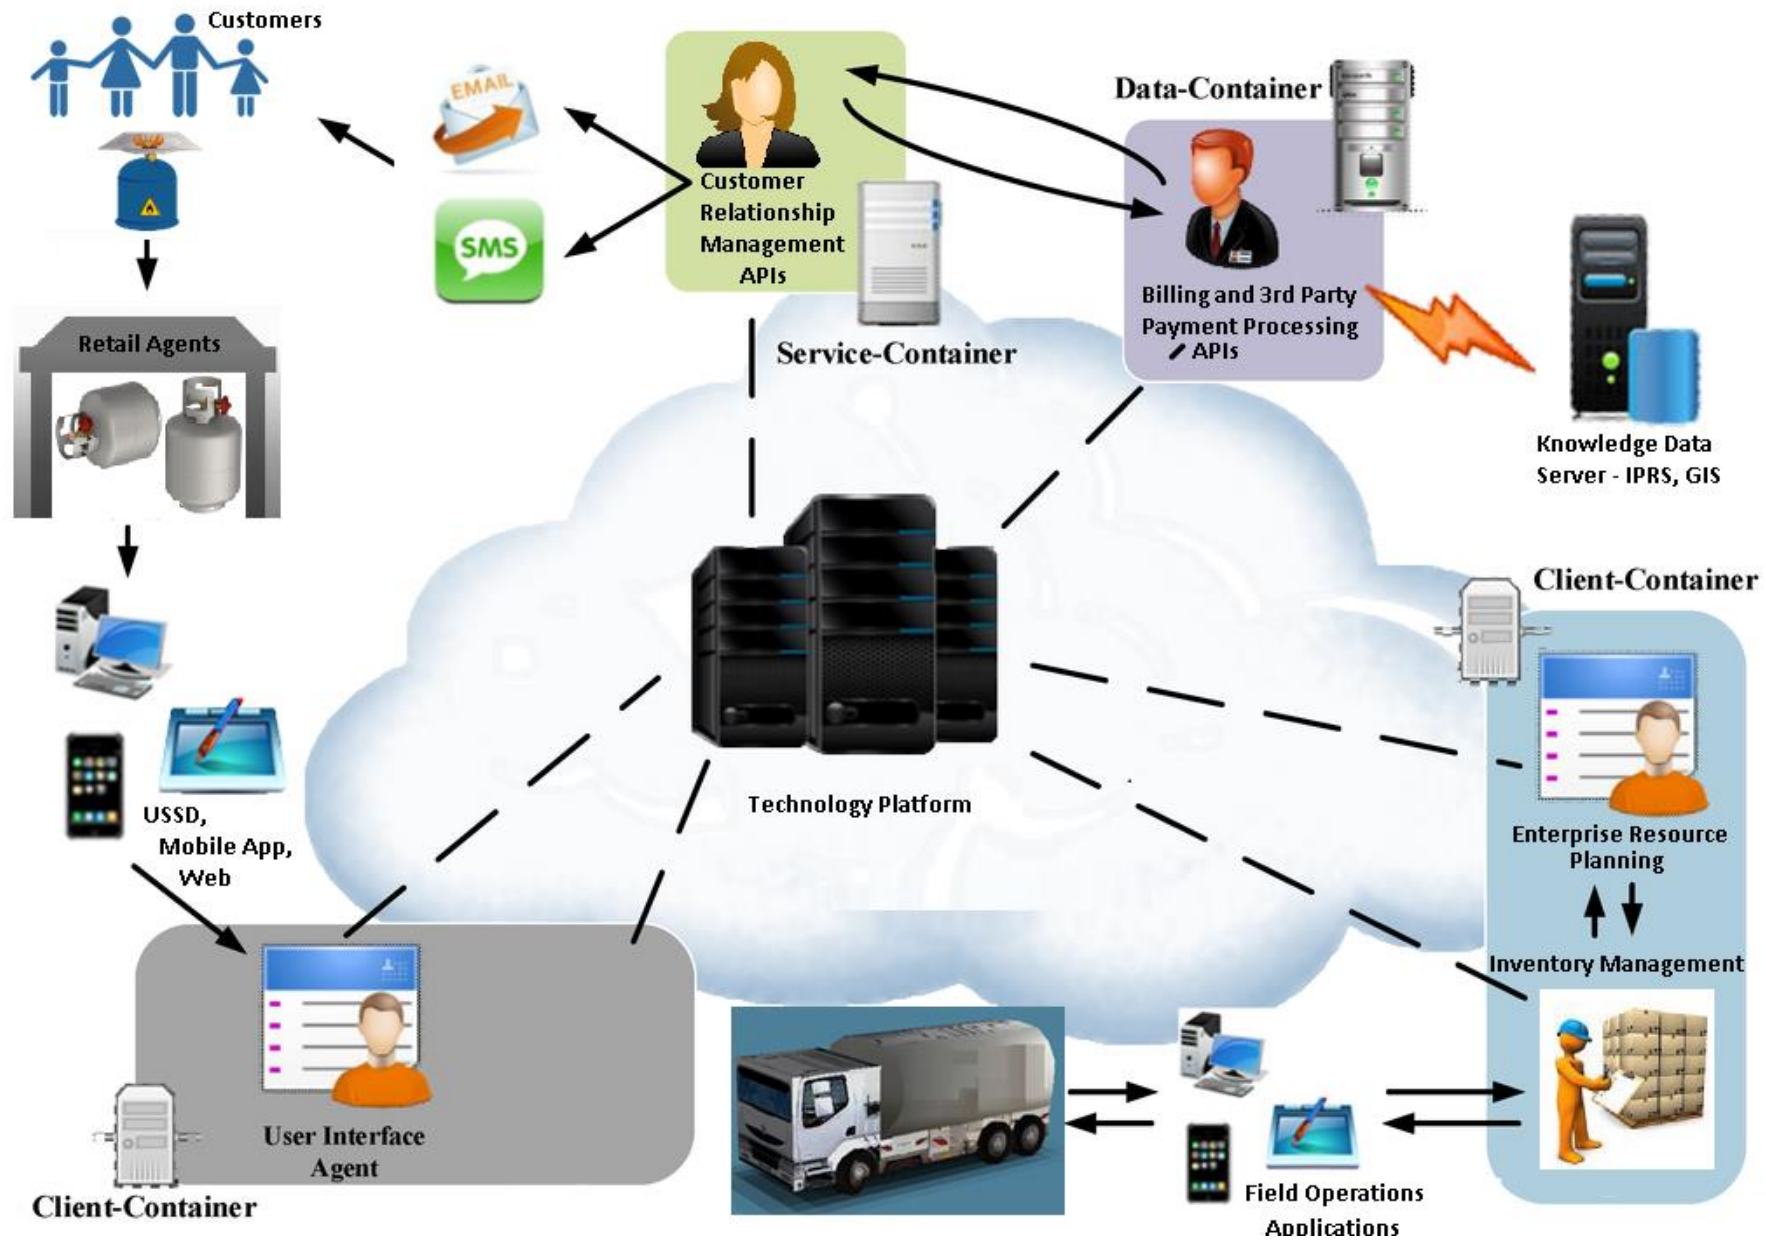 Customers
EMAIL
SMS
Customer
Relationship
Management
APIs
Data-Container
Billing and 3rd Party
Payment Processing
APIs
Service-Container
Retail Agents
Knowledge Data
Server - IPRS, GIS
Client-Container
Technology Platform
USSD,
Mobile App,
Web
Enterprise Resource
Planning
Inventory Management
User Interface
Agent
Client-Container
Field Operations
Applications